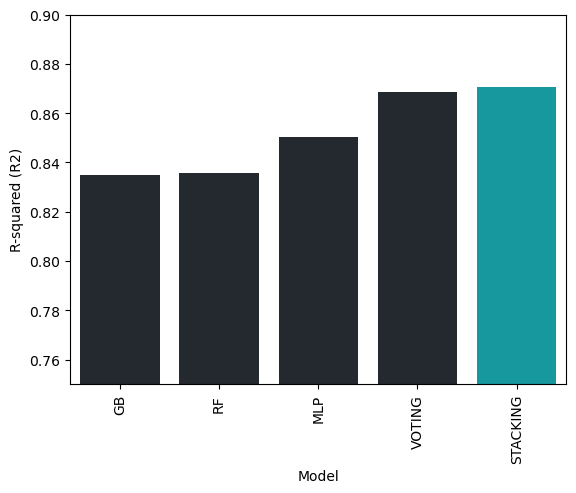 0.90
0.88
0.86
0.84
0.82
0.80
0.78
0.76
R-squared (R2)
GB
RF
MLP
VOTING
STACKING
Model